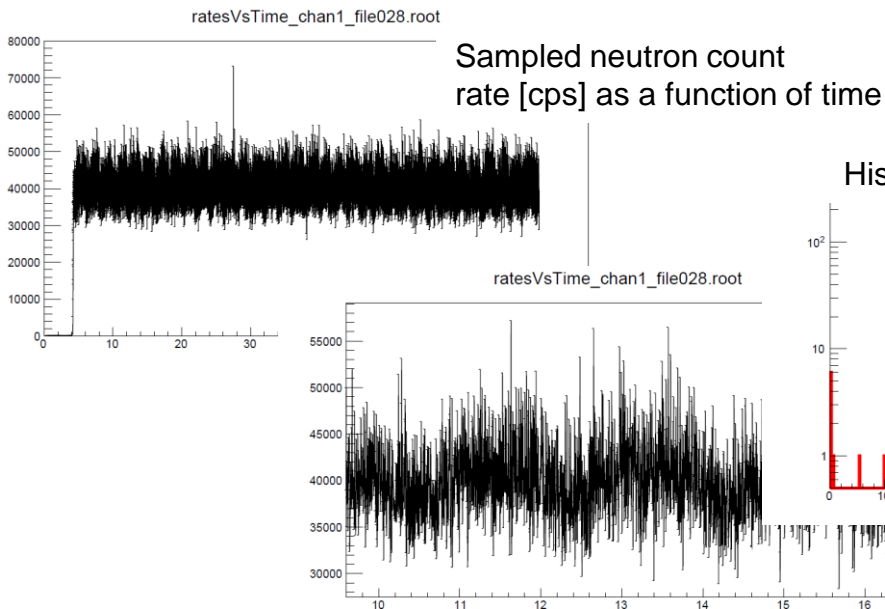 ratesVsTime_chan1_file028.root
80000
70000
60000
50000
40000
30000
20000
10000
0
0 10 20 30
Sampled neutron count
rate [cps] as a function of time
His
10²
10
1
0 10
ratesVsTime_chan1_file028.root
55000
50000
45000
40000
35000
30000
10 11 12 13 14 15 16